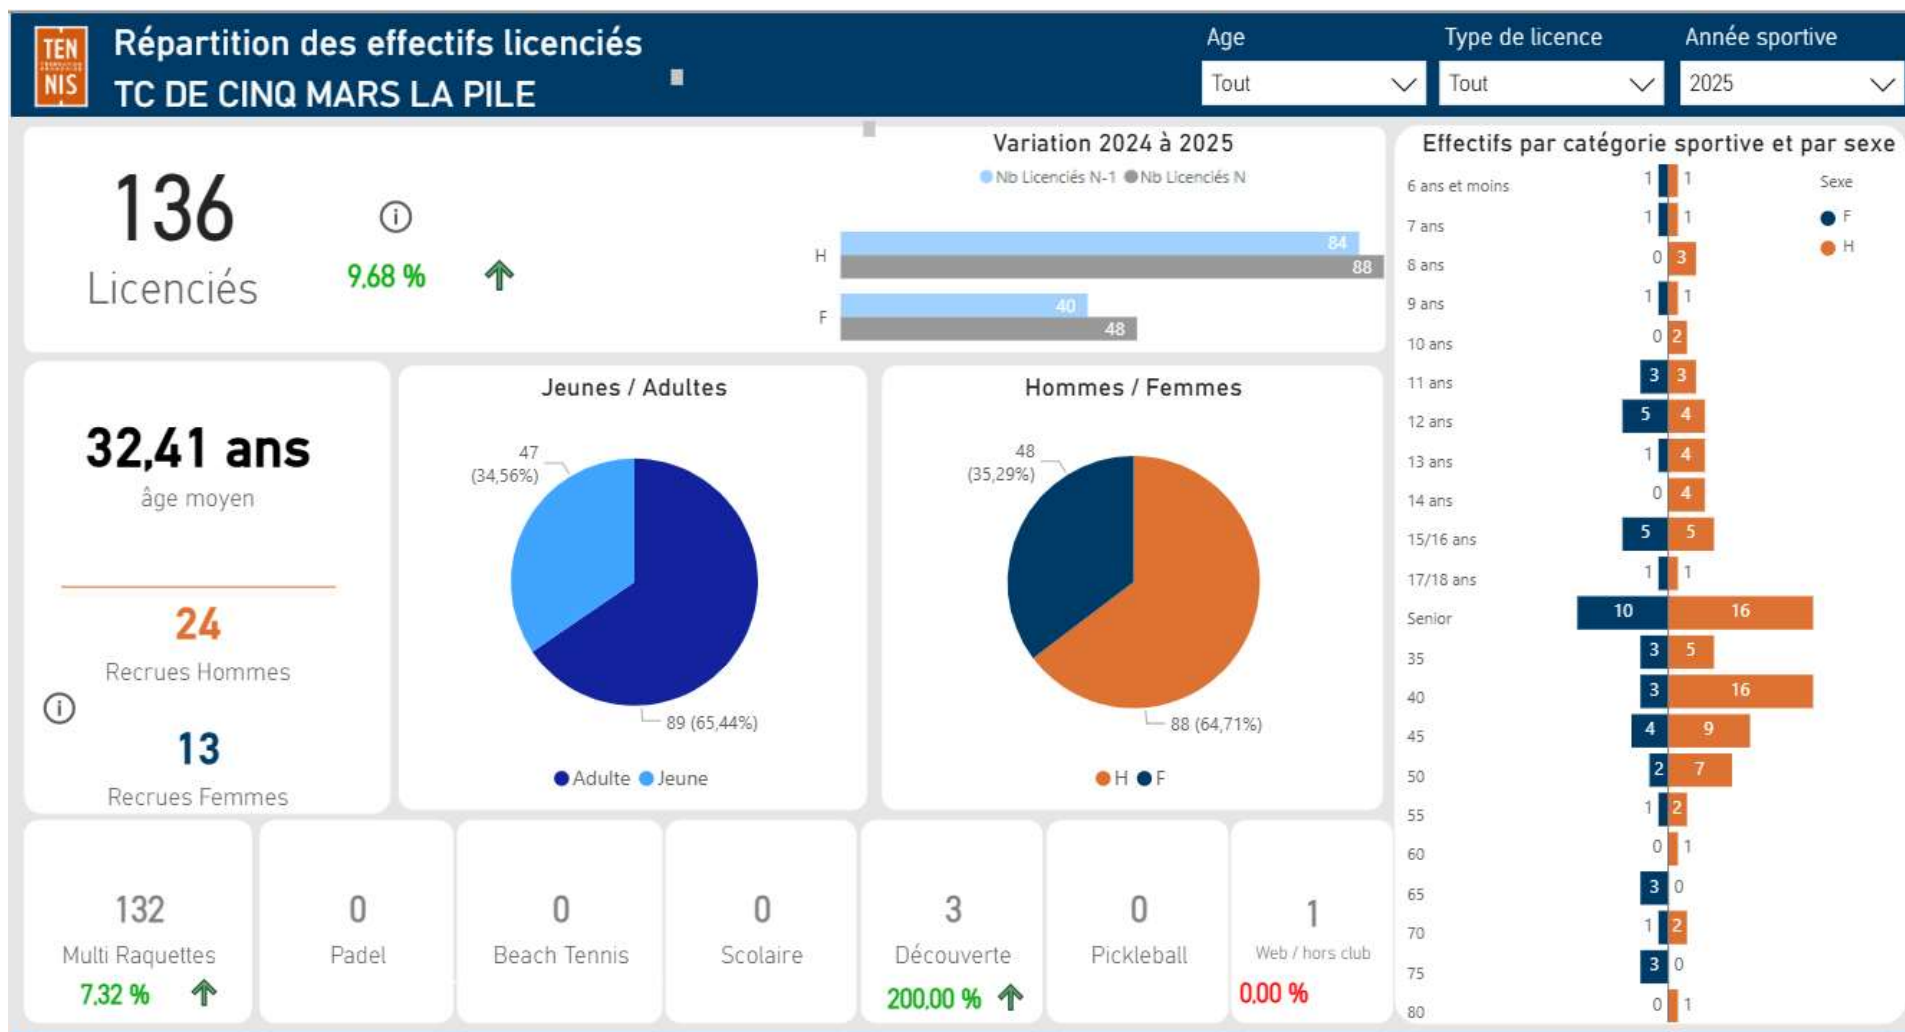 TEN
NIS
Répartition des effectifs licenciés
TC DE CINQ MARS LA PILE
Age
Tout
Type de licence
Tout
Année sportive
2025
136
Licenciés
9,68 %
Variation 2024 à 2025
Nb Licenciés N-1 Nb Licenciés N
H 84
88
F 40
48
32,41 ans
âge moyen
24
Recrues Hommes
13
Recrues Femmes
Jeunes / Adultes
47
(34,56%)
89 (65,44%)
Adulte Jeune
Hommes / Femmes
48
(35,29%)
88 (64,71%)
H F
132
Multi Raquettes
7,32 %
0
Padel
0
Beach Tennis
0
Scolaire
3
Découverte
200,00 %
0
Pickleball
1
Web / hors club
0,00 %
Effectifs par catégorie sportive et par sexe
Sexe
F
H
6 ans et moins 1 1
7 ans 1 1
8 ans 0 3
9 ans 1 1
10 ans 0 2
11 ans 3 3
12 ans 5 4
13 ans 1 4
14 ans 0 4
15/16 ans 5 5
17/18 ans 1 1
Senior 10 16
35 3 5
40 3 16
45 4 9
50 2 7
55 1 2
60 0 1
65 3 0
70 1 2
75 3 0
80 0 1